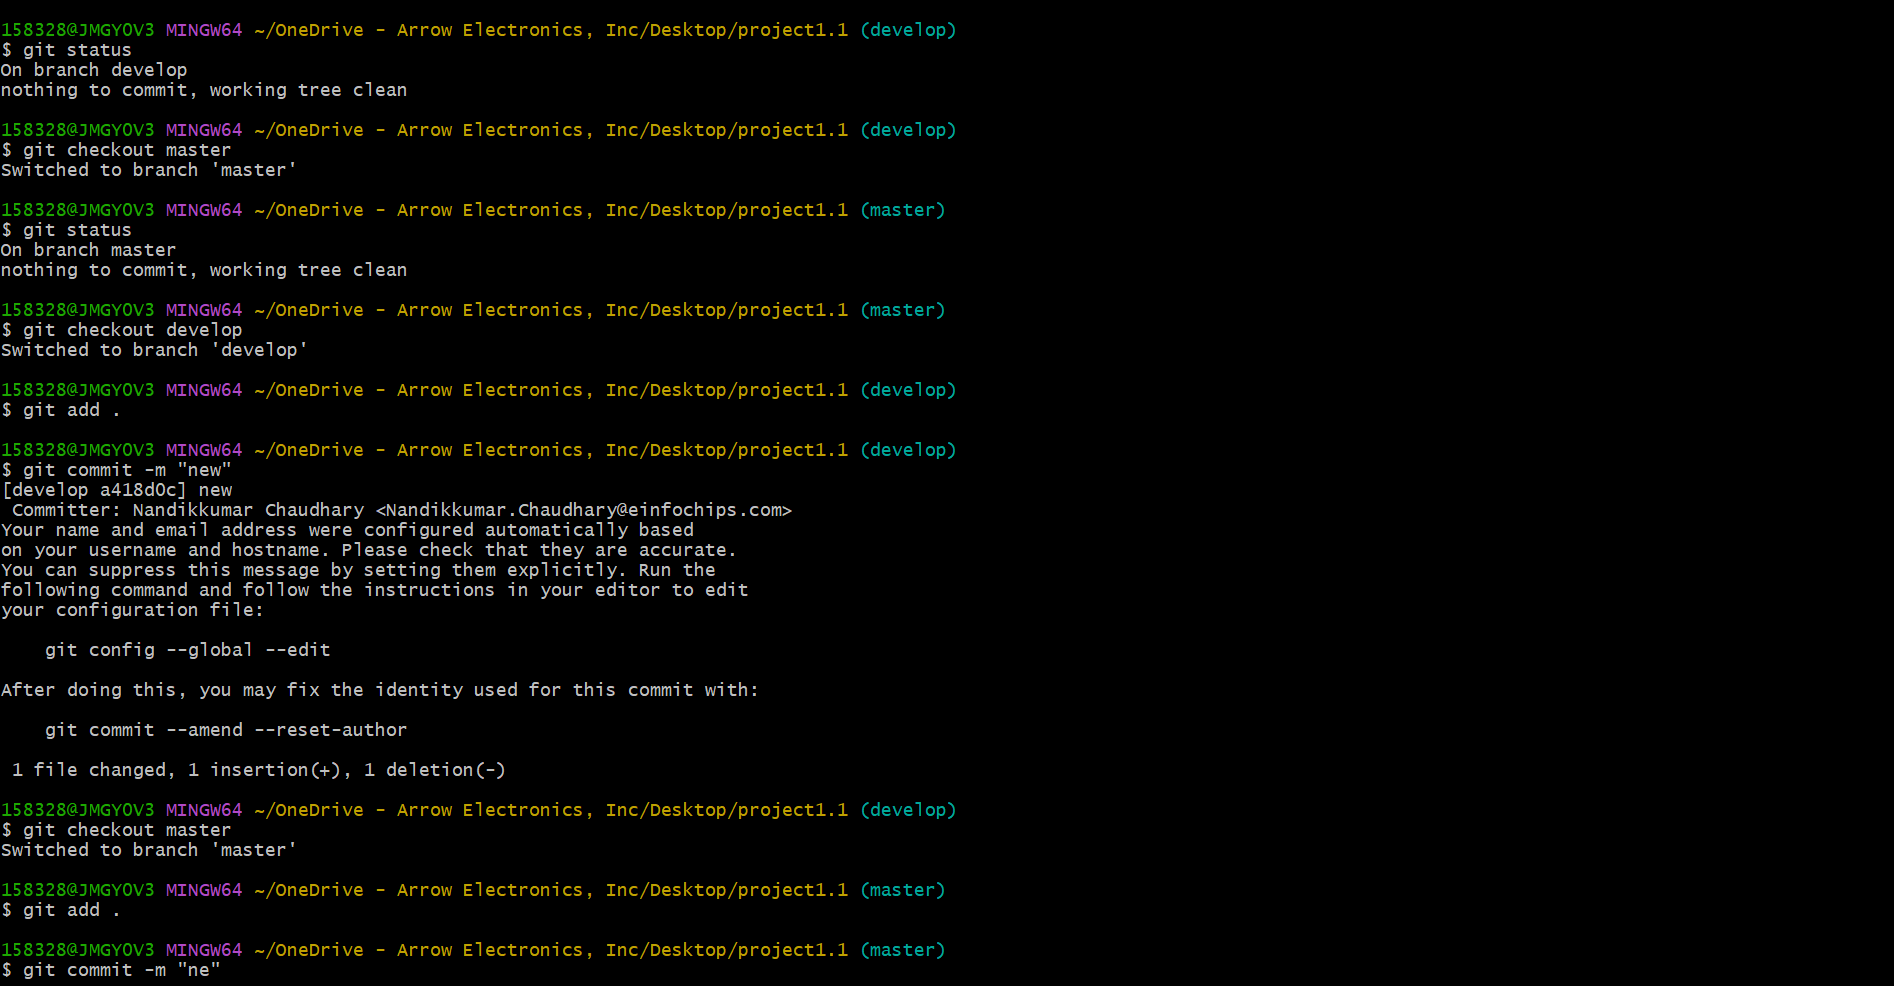 158328@JMGYOV3 MINGW64 ~/OneDrive - Arrow Electronics, Inc/Desktop/project1.1 (develop)
$ git status
On branch develop
nothing to commit, working tree clean
158328@JMGYOV3 MINGW64 ~/OneDrive - Arrow Electronics, Inc/Desktop/project1.1 (develop)
$ git checkout master
Switched to branch 'master'
158328@JMGYOV3 MINGW64 ~/OneDrive - Arrow Electronics, Inc/Desktop/project1.1 (master)
$ git status
On branch master
nothing to commit, working tree clean
158328@JMGYOV3 MINGW64 ~/OneDrive - Arrow Electronics, Inc/Desktop/project1.1 (master)
$ git checkout develop
Switched to branch 'develop'
158328@JMGYOV3 MINGW64 ~/OneDrive - Arrow Electronics, Inc/Desktop/project1.1 (develop)
$ git add .
158328@JMGYOV3 MINGW64 ~/OneDrive - Arrow Electronics, Inc/Desktop/project1.1 (develop)
$ git commit -m "new"
[develop a418d0c] new
Committer: Nandikkumar Chaudhary <Nandikkumar.Chaudhary@einfochips.com>
Your name and email address were configured automatically based
on your username and hostname. Please check that they are accurate.
You can suppress this message by setting them explicitly. Run the
following command and follow the instructions in your editor to edit
your configuration file:
git config --global --edit
After doing this, you may fix the identity used for this commit with:
git commit --amend --reset-author
1 file changed, 1 insertion(+), 1 deletion(-)
158328@JMGYOV3 MINGW64 ~/OneDrive - Arrow Electronics, Inc/Desktop/project1.1 (develop)
$ git checkout master
Switched to branch 'master'
158328@JMGYOV3 MINGW64 ~/OneDrive - Arrow Electronics, Inc/Desktop/project1.1 (master)
$ git add .
158328@JMGYOV3 MINGW64 ~/OneDrive - Arrow Electronics, Inc/Desktop/project1.1 (master)
$ git commit -m "ne"